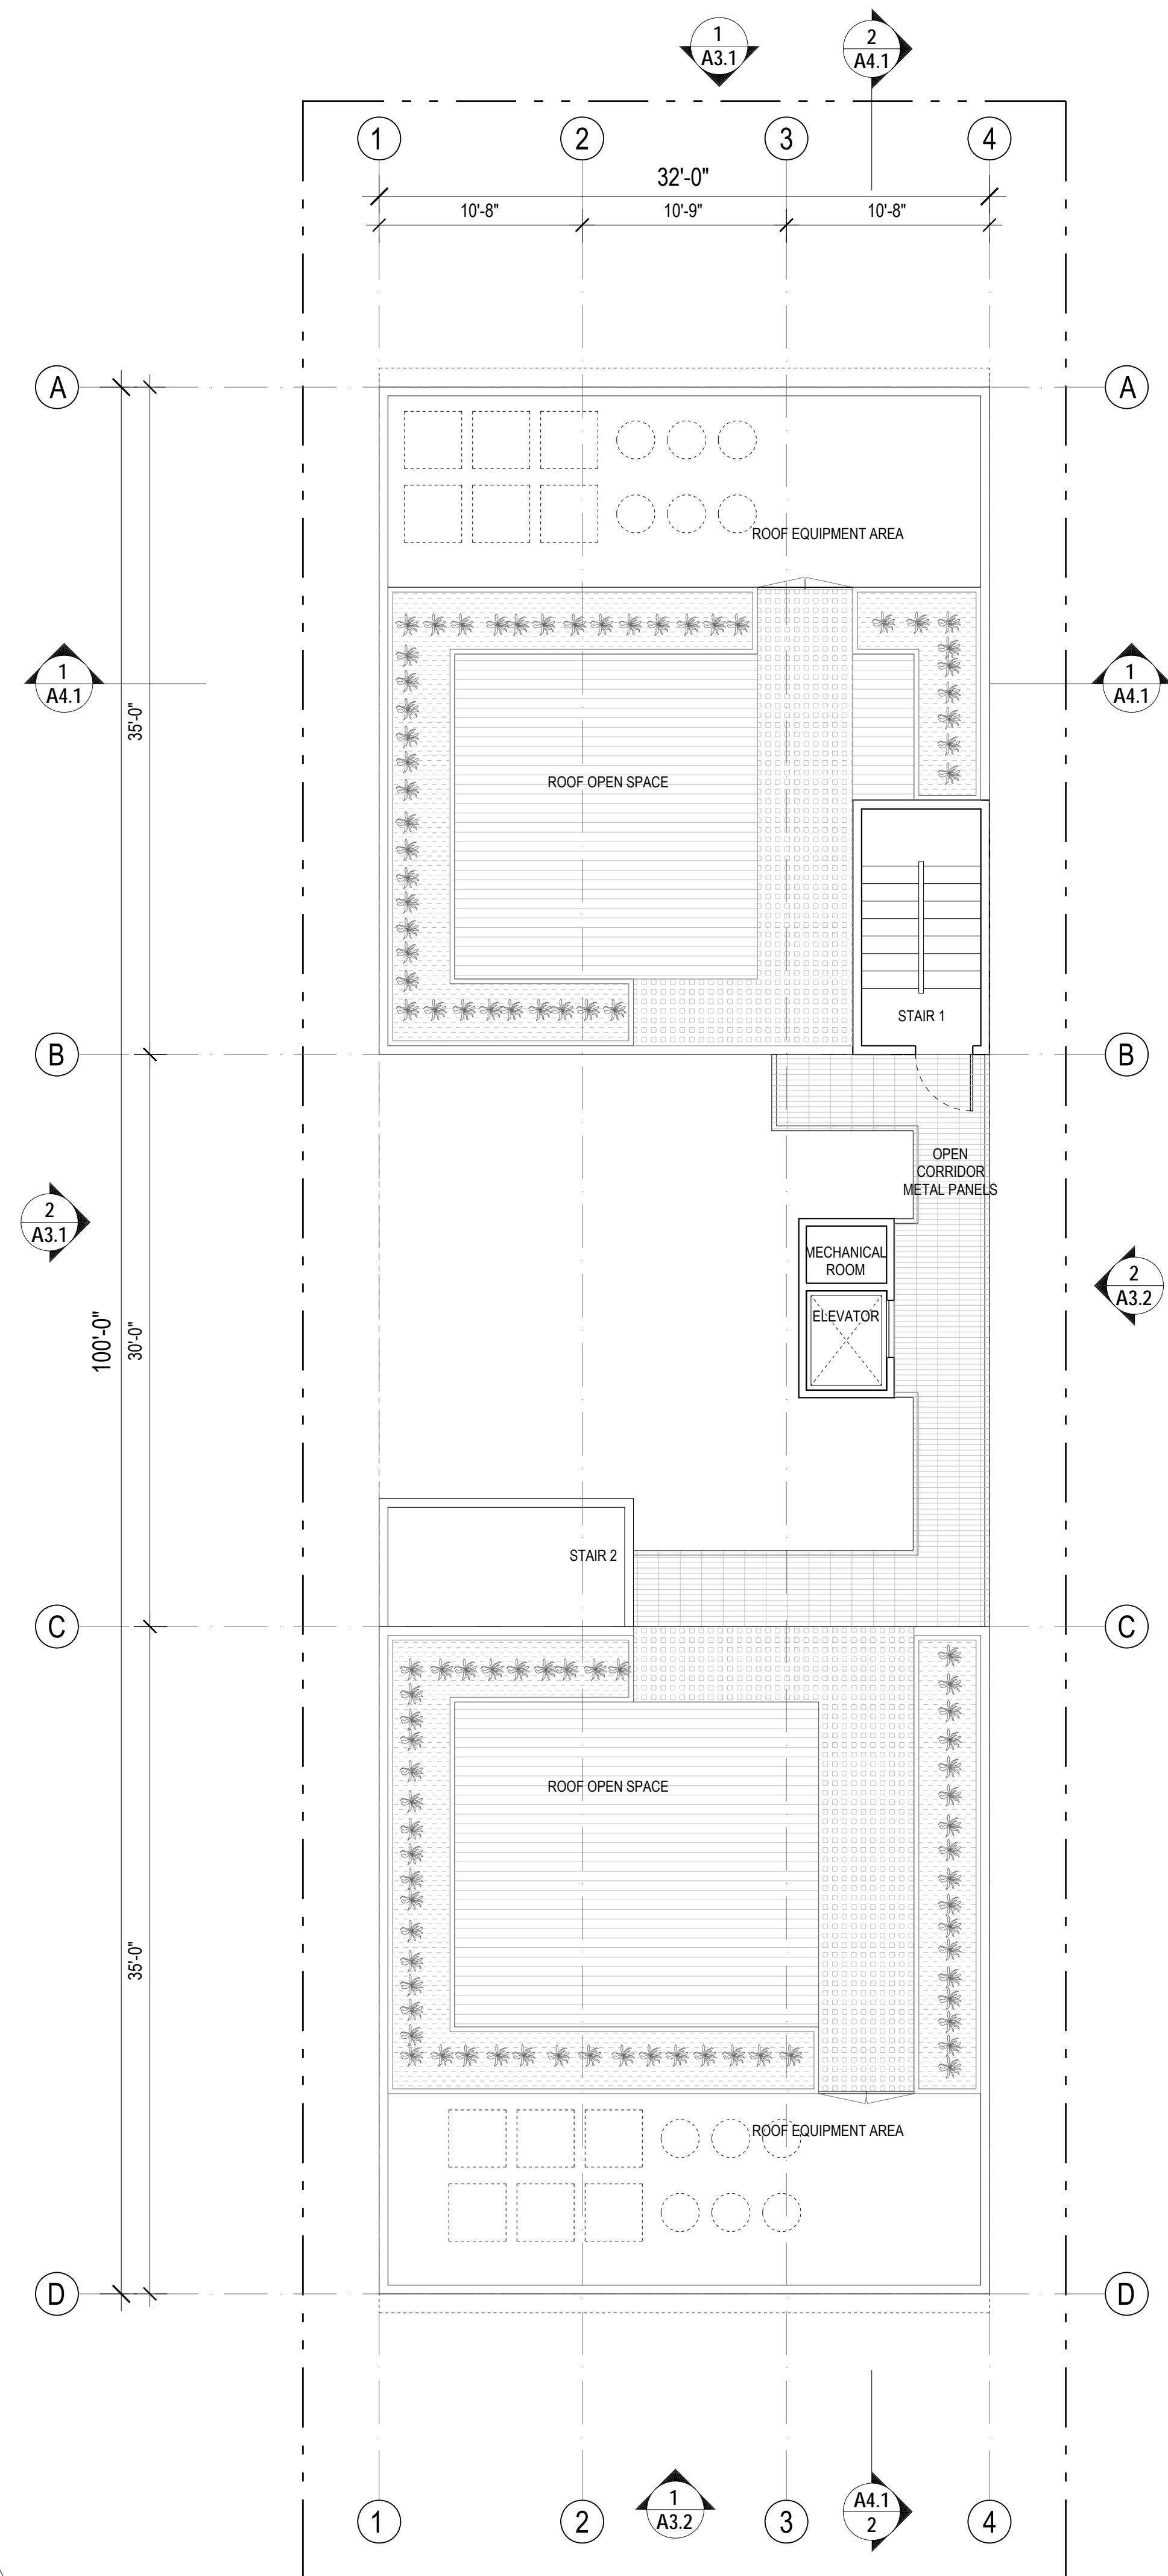 1
A3.1
2
A4.1
1
2
3
4
32'-0"
10'-8"
10'-9"
10'-8"
A
A
ROOF EQUIPMENT AREA
1
A4.1
1
A4.1
35'-0"
ROOF OPEN SPACE
STAIR 1
B
B
OPEN
CORRIDOR
METAL PANELS
2
A3.1
MECHANICAL
ROOM
2
A3.2
ELEVATOR
100'-0"
30'-0"
STAIR 2
C
C
ROOF OPEN SPACE
35'-0"
ROOF EQUIPMENT AREA
D
D
1
2
1
A3.2
3
A4.1
2
4